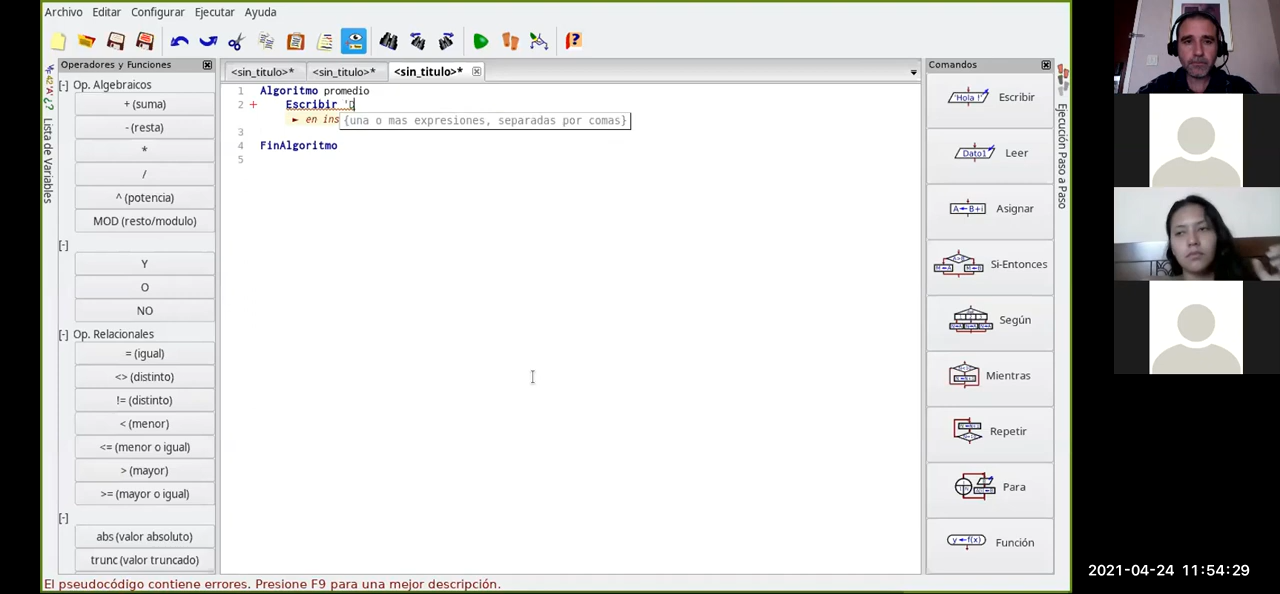 Archivo Editar Configurar Ejecutar Ayuda
Operadores y Funciones
[-] Op. Algebraicos
+ (suma)
- (resta)
*
/
^ (potencia)
MOD (resto/modulo)
[-]
Y
O
NO
[-] Op. Relacionales
= (igual)
<> (distinto)
!= (distinto)
< (menor)
<= (menor o igual)
> (mayor)
>= (mayor o igual)
[-]
abs (valor absoluto)
trunc (valor truncado)
Lista de Variables
<sin_titulo>* <sin_titulo>* <sin_titulo>*
1 Algoritmo promedio
2 + Escribir 'D
► en ins {una o mas expresiones, separadas por comas}
3
4 FinAlgoritmo
5
Comandos
'Hola !' Escribir
Dato1 Leer
A←B+i Asignar
Si-Entonces
Según
Mientras
Repetir
Para
y←f(x) Función
Ejecución Paso a Paso
El pseudocódigo contiene errores. Presione F9 para una mejor descripción.
2021-04-24 11:54:29